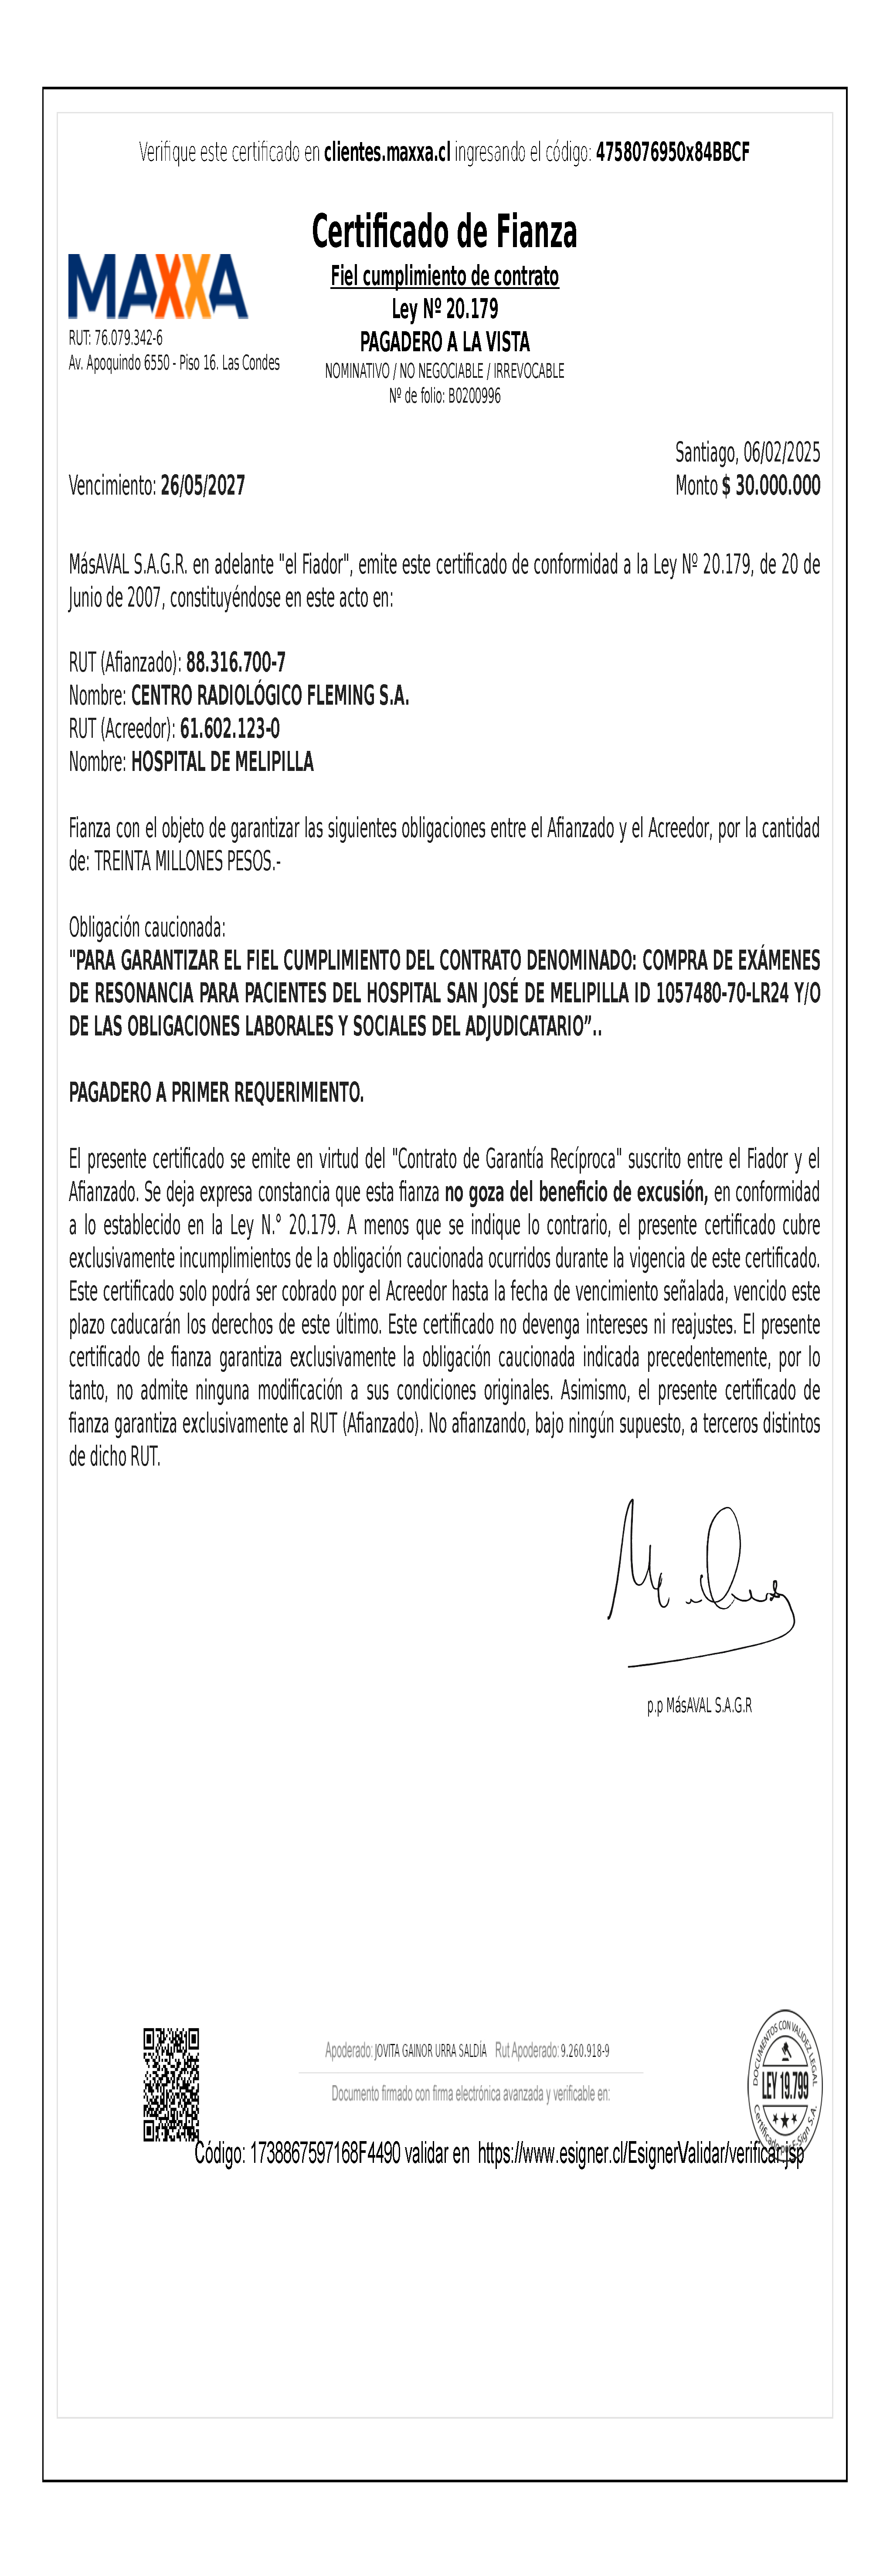 Verifique este certificado en clientes.maxxa.cl ingresando el código: 4758076950x84BBCF
Certificado de Fianza
Fiel cumplimiento de contrato
Ley Nº 20.179
PAGADERO A LA VISTA
NOMINATIVO / NO NEGOCIABLE / IRREVOCABLE
Nº de folio: B0200996
MAXXA
RUT: 76.079.342-6
Av. Apoquindo 6550 - Piso 16. Las Condes
Santiago, 06/02/2025
Vencimiento: 26/05/2027
Monto $ 30.000.000
MásAVAL S.A.G.R. en adelante "el Fiador", emite este certificado de conformidad a la Ley Nº 20.179, de 20 de
Junio de 2007, constituyéndose en este acto en:
RUT (Afianzado): 88.316.700-7
Nombre: CENTRO RADIOLÓGICO FLEMING S.A.
RUT (Acreedor): 61.602.123-0
Nombre: HOSPITAL DE MELIPILLA
Fianza con el objeto de garantizar las siguientes obligaciones entre el Afianzado y el Acreedor, por la cantidad
de: TREINTA MILLONES PESOS.-
Obligación caucionada:
"PARA GARANTIZAR EL FIEL CUMPLIMIENTO DEL CONTRATO DENOMINADO: COMPRA DE EXÁMENES
DE RESONANCIA PARA PACIENTES DEL HOSPITAL SAN JOSÉ DE MELIPILLA ID 1057480-70-LR24 Y/O
DE LAS OBLIGACIONES LABORALES Y SOCIALES DEL ADJUDICATARIO”..
PAGADERO A PRIMER REQUERIMIENTO.
El presente certificado se emite en virtud del "Contrato de Garantía Recíproca" suscrito entre el Fiador y el
Afianzado. Se deja expresa constancia que esta fianza no goza del beneficio de excusión, en conformidad
a lo establecido en la Ley N.° 20.179. A menos que se indique lo contrario, el presente certificado cubre
exclusivamente incumplimientos de la obligación caucionada ocurridos durante la vigencia de este certificado.
Este certificado solo podrá ser cobrado por el Acreedor hasta la fecha de vencimiento señalada, vencido este
plazo caducarán los derechos de este último. Este certificado no devenga intereses ni reajustes. El presente
certificado de fianza garantiza exclusivamente la obligación caucionada indicada precedentemente, por lo
tanto, no admite ninguna modificación a sus condiciones originales. Asimismo, el presente certificado de
fianza garantiza exclusivamente al RUT (Afianzado). No afianzando, bajo ningún supuesto, a terceros distintos
de dicho RUT.
p.p MásAVAL S.A.G.R
Apoderado: JOVITA GAINOR URRA SALDÍA Rut Apoderado: 9.260.918-9
Documento firmado con firma electrónica avanzada y verificable en:
DOCUMENTOS CON VALIDEZ LEGAL
LEY 19.799
Certificado por E-Sign S.A.
Código: 1738867597168F4490 validar en https://www.esigner.cl/EsignerValidar/verificar.jsp